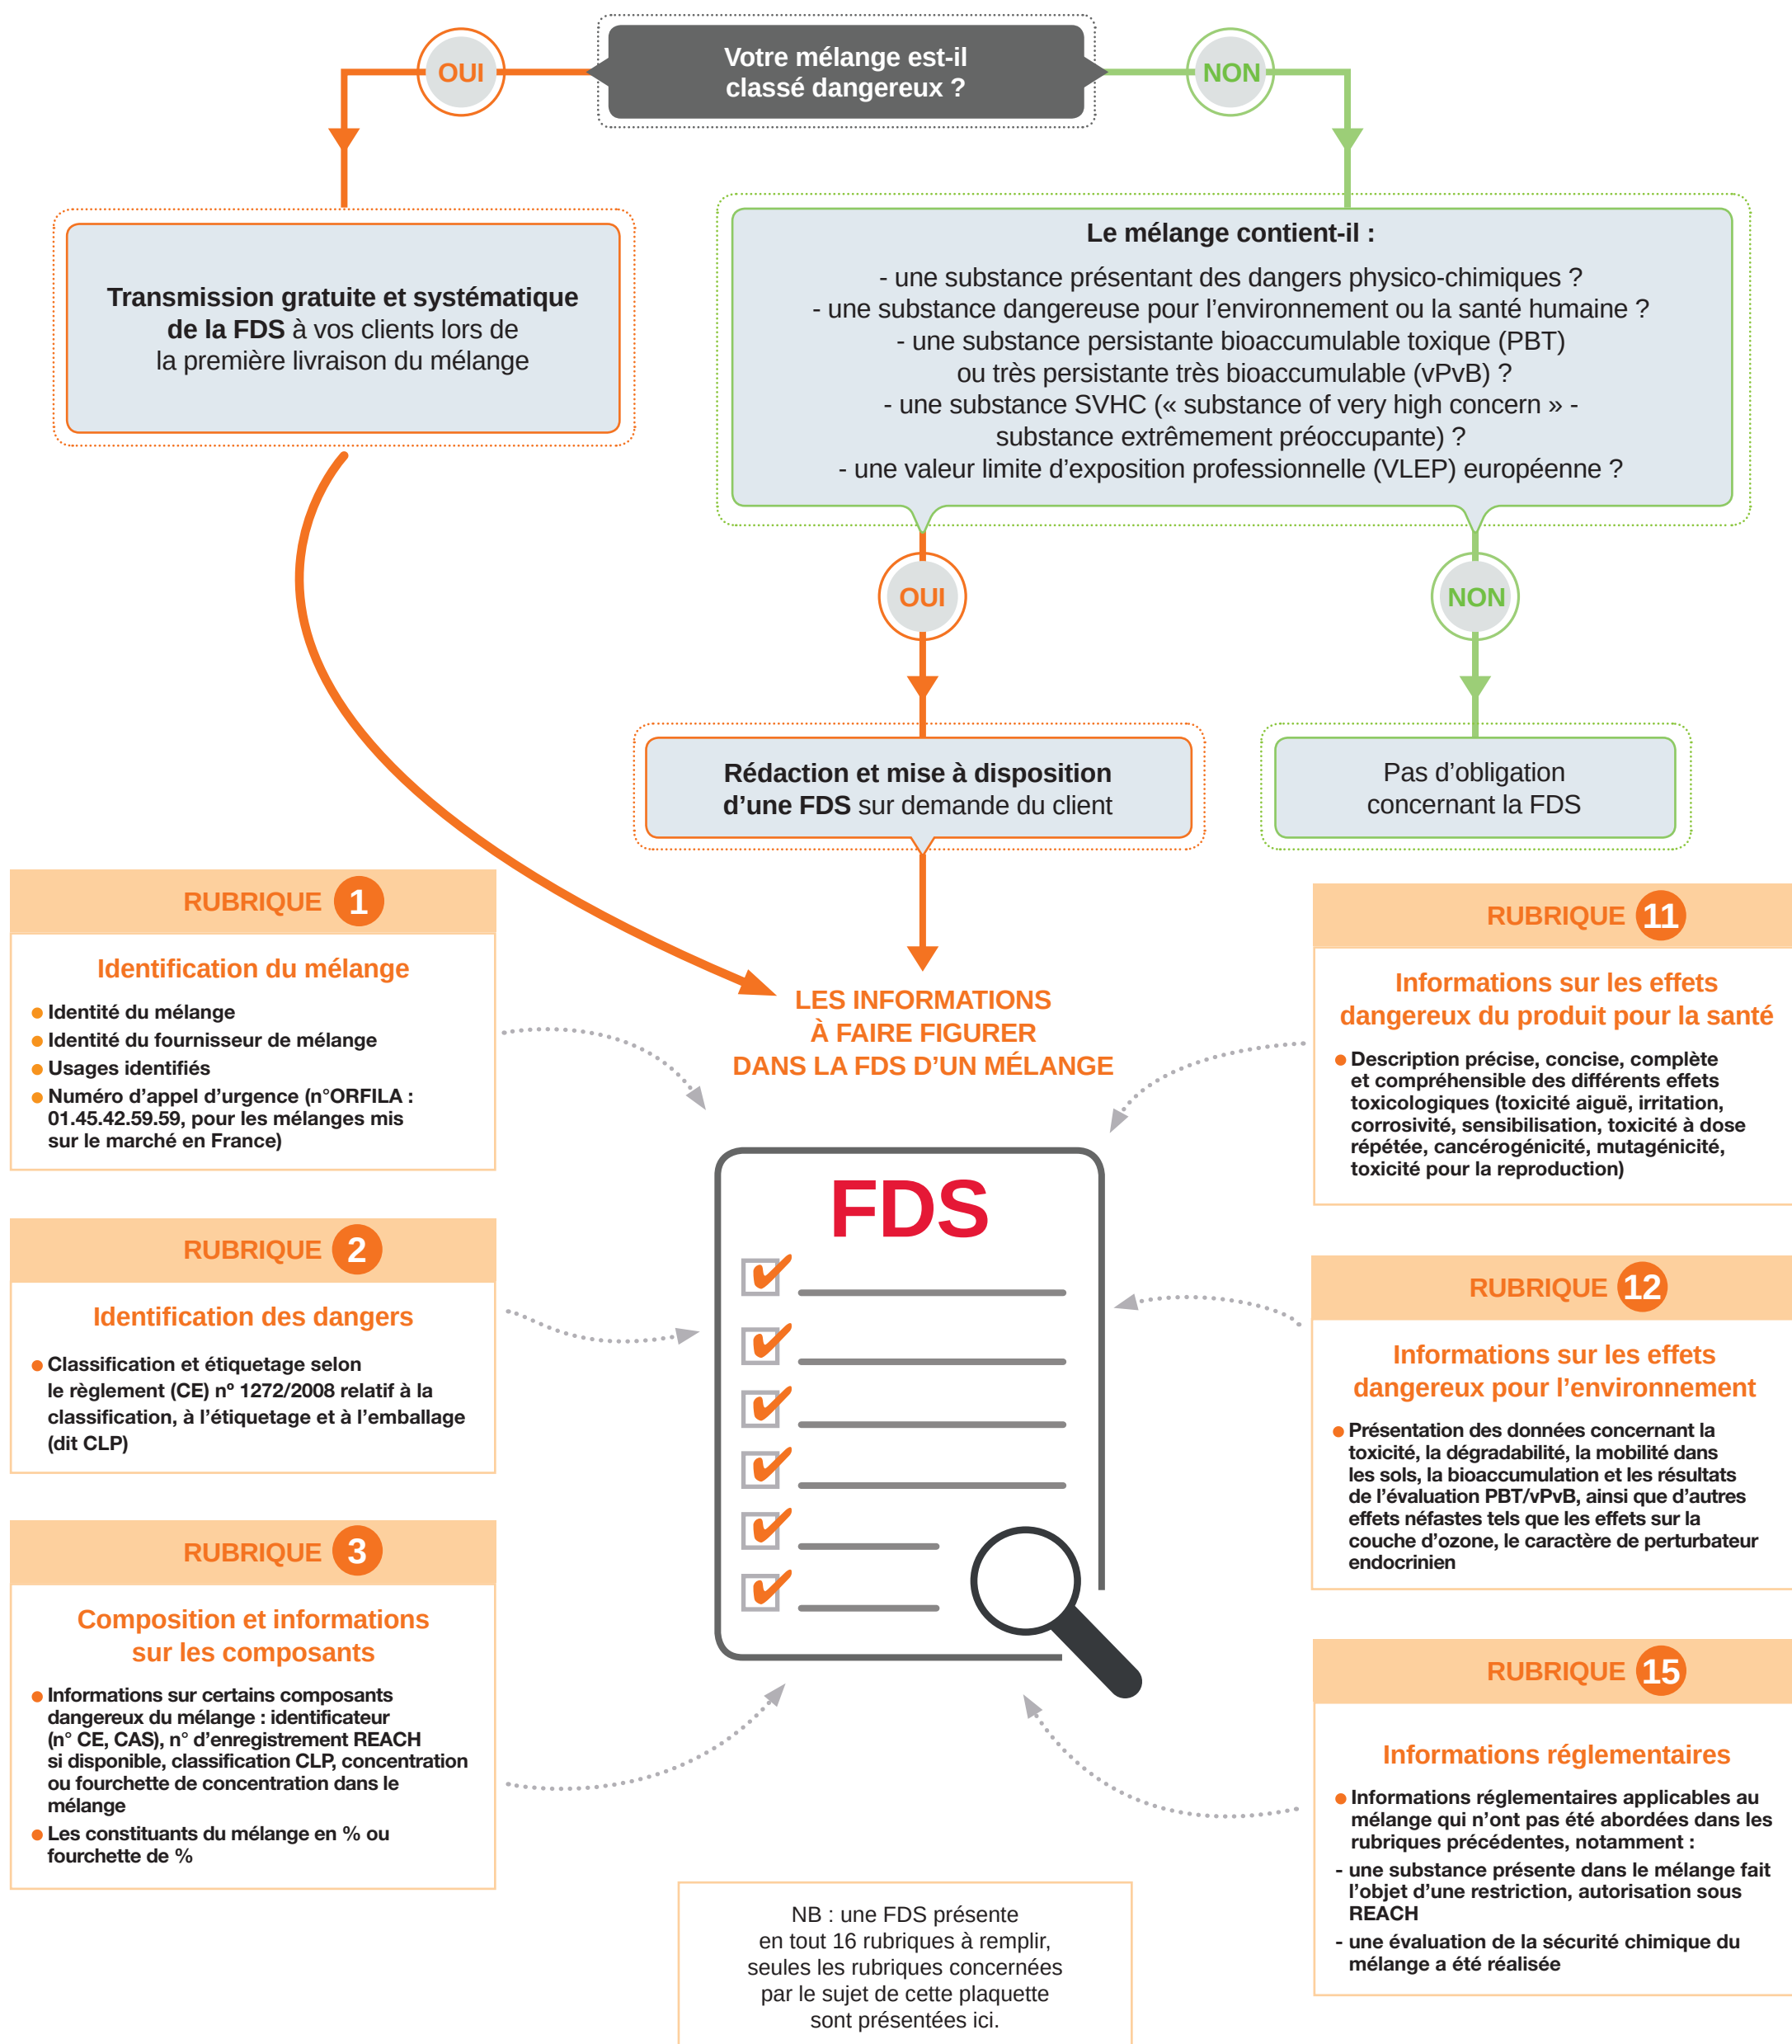 Votre mélange est-il
classé dangereux ?
OUI
NON
Transmission gratuite et systématique
de la FDS à vos clients lors de
la première livraison du mélange
Le mélange contient-il :
- une substance présentant des dangers physico-chimiques ?
- une substance dangereuse pour l’environnement ou la santé humaine ?
- une substance persistante bioaccumulable toxique (PBT)
ou très persistante très bioaccumulable (vPvB) ?
- une substance SVHC (« substance of very high concern » -
substance extrêmement préoccupante) ?
- une valeur limite d’exposition professionnelle (VLEP) européenne ?
OUI
NON
Rédaction et mise à disposition
d’une FDS sur demande du client
Pas d’obligation
concernant la FDS
LES INFORMATIONS
À FAIRE FIGURER
DANS LA FDS D’UN MÉLANGE
FDS
RUBRIQUE 1
Identification du mélange
Identité du mélange
Identité du fournisseur de mélange
Usages identifiés
Numéro d’appel d’urgence (n°ORFILA :
01.45.42.59.59, pour les mélanges mis
sur le marché en France)
RUBRIQUE 2
Identification des dangers
Classification et étiquetage selon
le règlement (CE) nº 1272/2008 relatif à la
classification, à l’étiquetage et à l’emballage
(dit CLP)
RUBRIQUE 3
Composition et informations
sur les composants
Informations sur certains composants
dangereux du mélange : identificateur
(n° CE, CAS), n° d’enregistrement REACH
si disponible, classification CLP, concentration
ou fourchette de concentration dans le
mélange
Les constituants du mélange en % ou
fourchette de %
RUBRIQUE 11
Informations sur les effets
dangereux du produit pour la santé
Description précise, concise, complète
et compréhensible des différents effets
toxicologiques (toxicité aiguë, irritation,
corrosivité, sensibilisation, toxicité à dose
répétée, cancérogénicité, mutagénicité,
toxicité pour la reproduction)
RUBRIQUE 12
Informations sur les effets
dangereux pour l’environnement
Présentation des données concernant la
toxicité, la dégradabilité, la mobilité dans
les sols, la bioaccumulation et les résultats
de l’évaluation PBT/vPvB, ainsi que d’autres
effets néfastes tels que les effets sur la
couche d’ozone, le caractère de perturbateur
endocrinien
RUBRIQUE 15
Informations réglementaires
Informations réglementaires applicables au
mélange qui n’ont pas été abordées dans les
rubriques précédentes, notamment :
- une substance présente dans le mélange fait
l’objet d’une restriction, autorisation sous
REACH
- une évaluation de la sécurité chimique du
mélange a été réalisée
NB : une FDS présente
en tout 16 rubriques à remplir,
seules les rubriques concernées
par le sujet de cette plaquette
sont présentées ici.